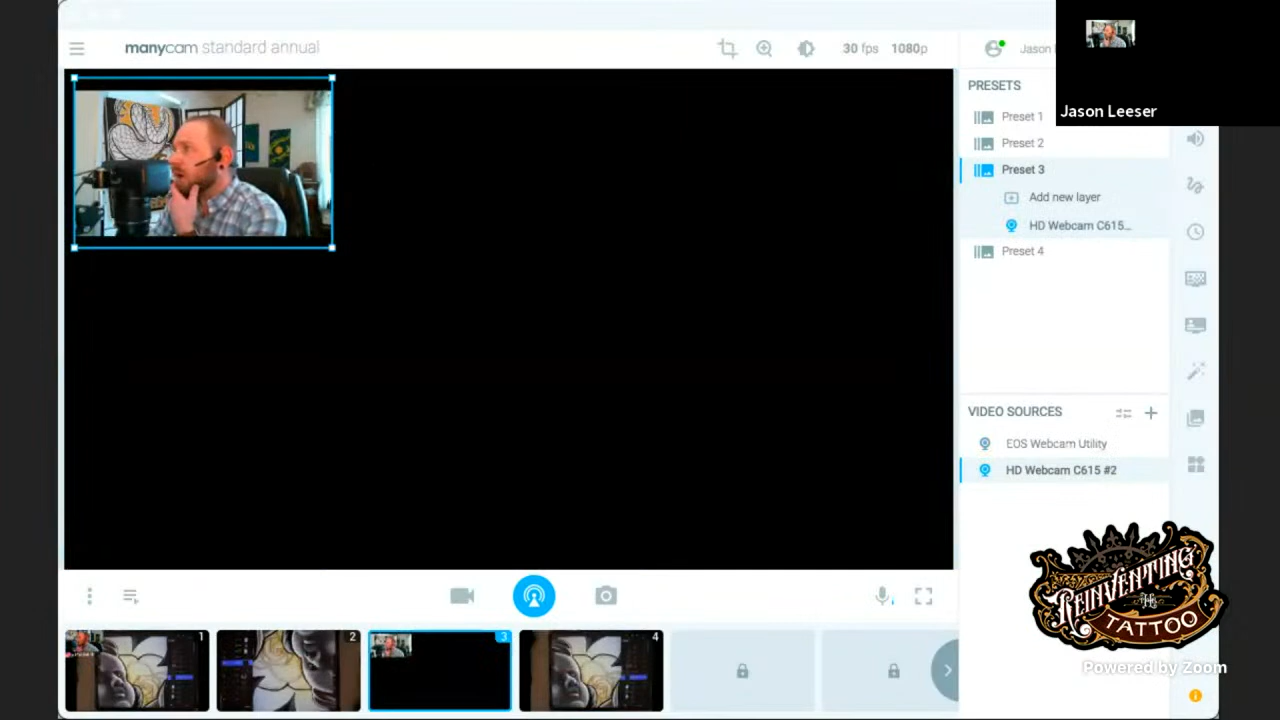 manycam standard annual
30 fps 1080p
Jason
Jason Leeser
PRESETS
Preset 1
Preset 2
Preset 3
Add new layer
HD Webcam C615...
Preset 4
VIDEO SOURCES
EOS Webcam Utility
HD Webcam C615 #2
REINVENTING
THE
TATTOO
Powered by Zoom
1
2
3
4